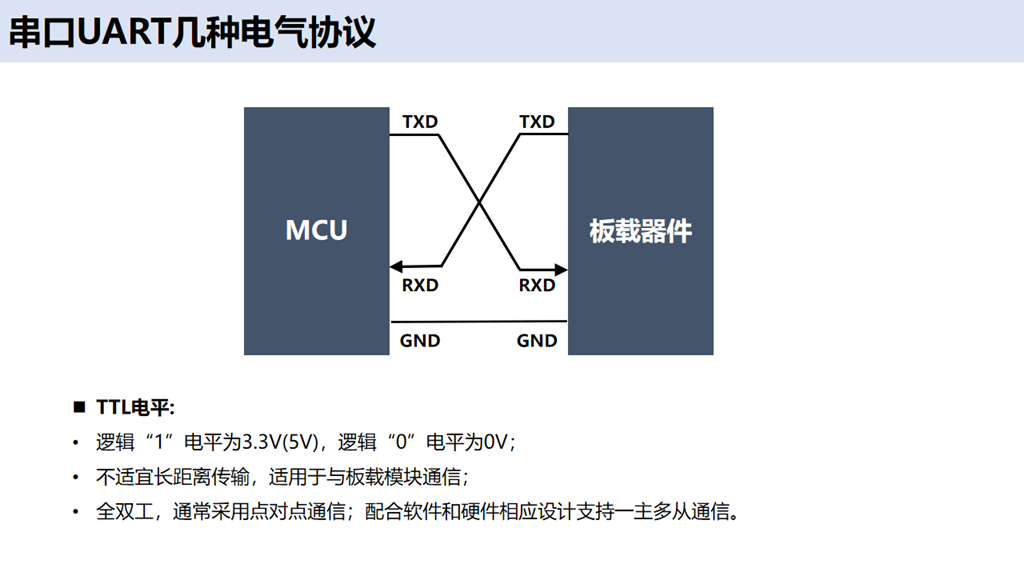 串口UART几种电气协议
TXD TXD
MCU 板载器件
RXD RXD
GND GND
■ TTL电平:
• 逻辑“1”电平为3.3V(5V)，逻辑“0”电平为0V；
• 不适宜长距离传输，适用于与板载模块通信；
• 全双工，通常采用点对点通信；配合软件和硬件相应设计支持一主多从通信。